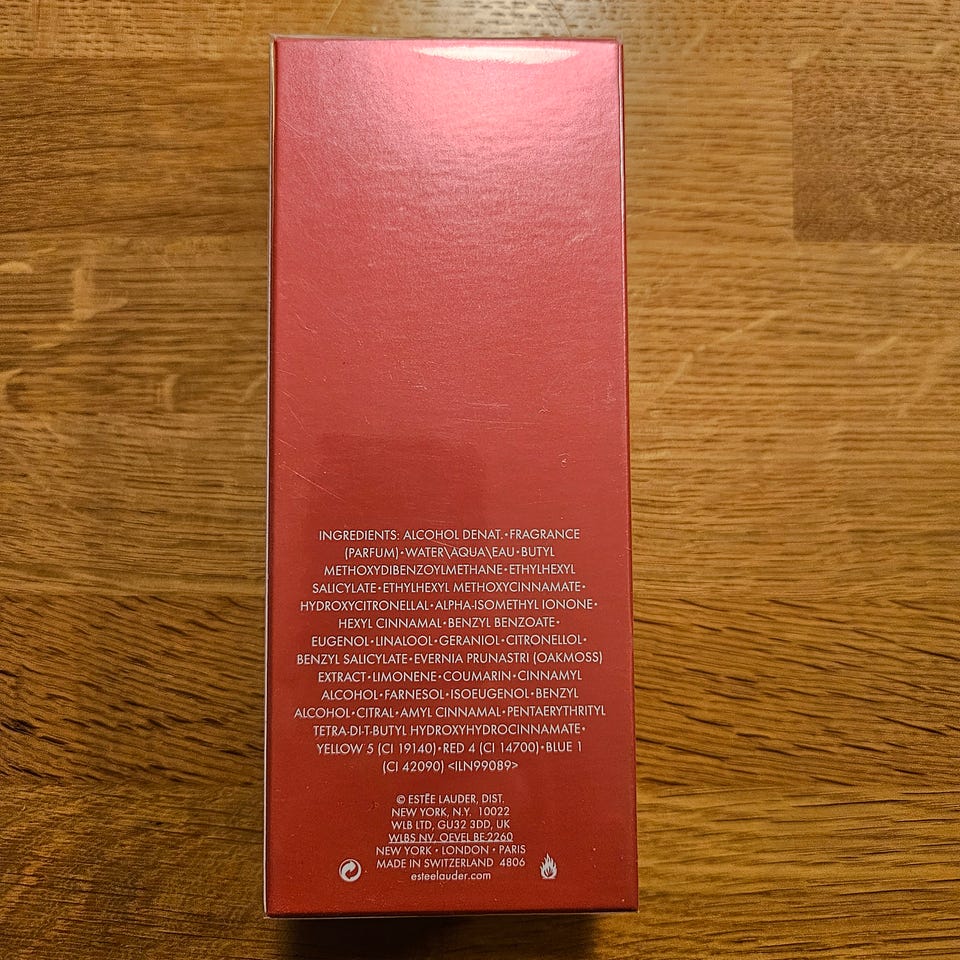 INGREDIENTS: ALCOHOL DENAT.•FRAGRANCE
(PARFUM)•WATER\AQUA\EAU•BUTYL
METHOXYDIBENZOYLMETHANE•ETHYLHEXYL
SALICYLATE•ETHYLHEXYL METHOXYCINNAMATE•
HYDROXYCITRONELLAL•ALPHA-ISOMETHYL IONONE•
HEXYL CINNAMAL•BENZYL BENZOATE•
EUGENOL•LINALOOL•GERANIOL•CITRONELLOL•
BENZYL SALICYLATE•EVERNIA PRUNASTRI (OAKMOSS)
EXTRACT•LIMONENE•COUMARIN•CINNAMYL
ALCOHOL•FARNESOL•ISOEUGENOL•BENZYL
ALCOHOL•CITRAL•AMYL CINNAMAL•PENTAERYTHRITYL
TETRA-DI-T-BUTYL HYDROXYHYDROCINNAMATE•
YELLOW 5 (CI 19140)•RED 4 (CI 14700)•BLUE 1
(CI 42090) <ILN99089>
© ESTĒE LAUDER, DIST.
NEW YORK, N.Y. 10022
WLB LTD, GU32 3DD, UK
WLBS NV, OEVEL BE-2260
NEW YORK • LONDON • PARIS
MADE IN SWITZERLAND 4806
esteelauder.com